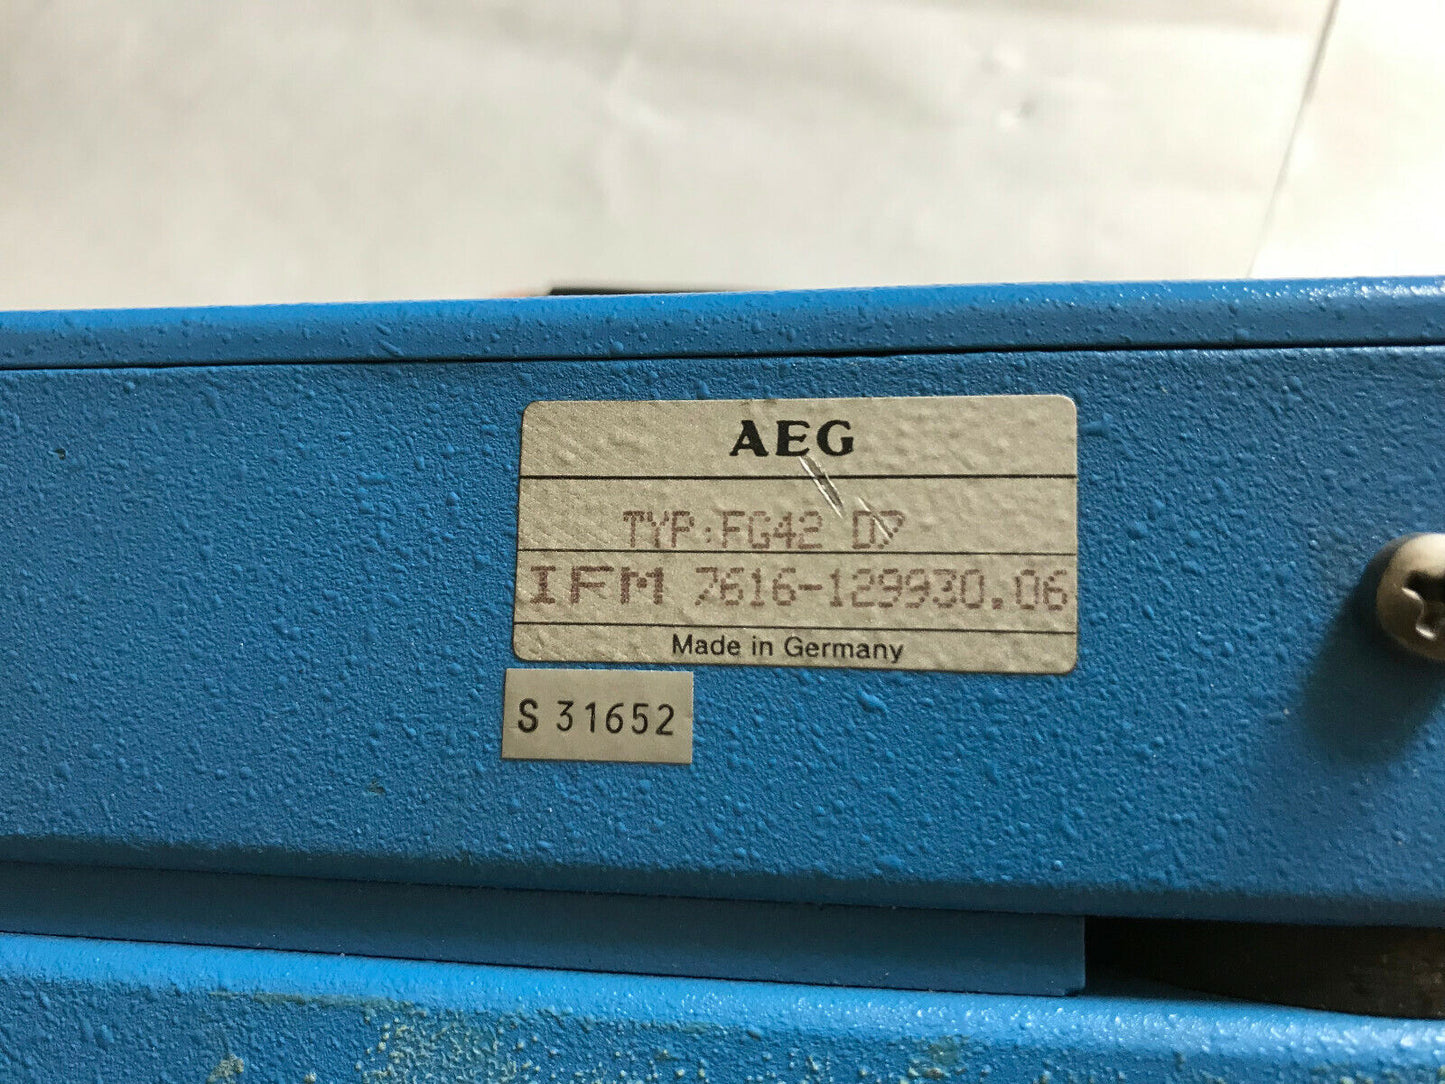 AEG
TYP:FG42 D7
IFM 7616-129930.06
Made in Germany
S 31652